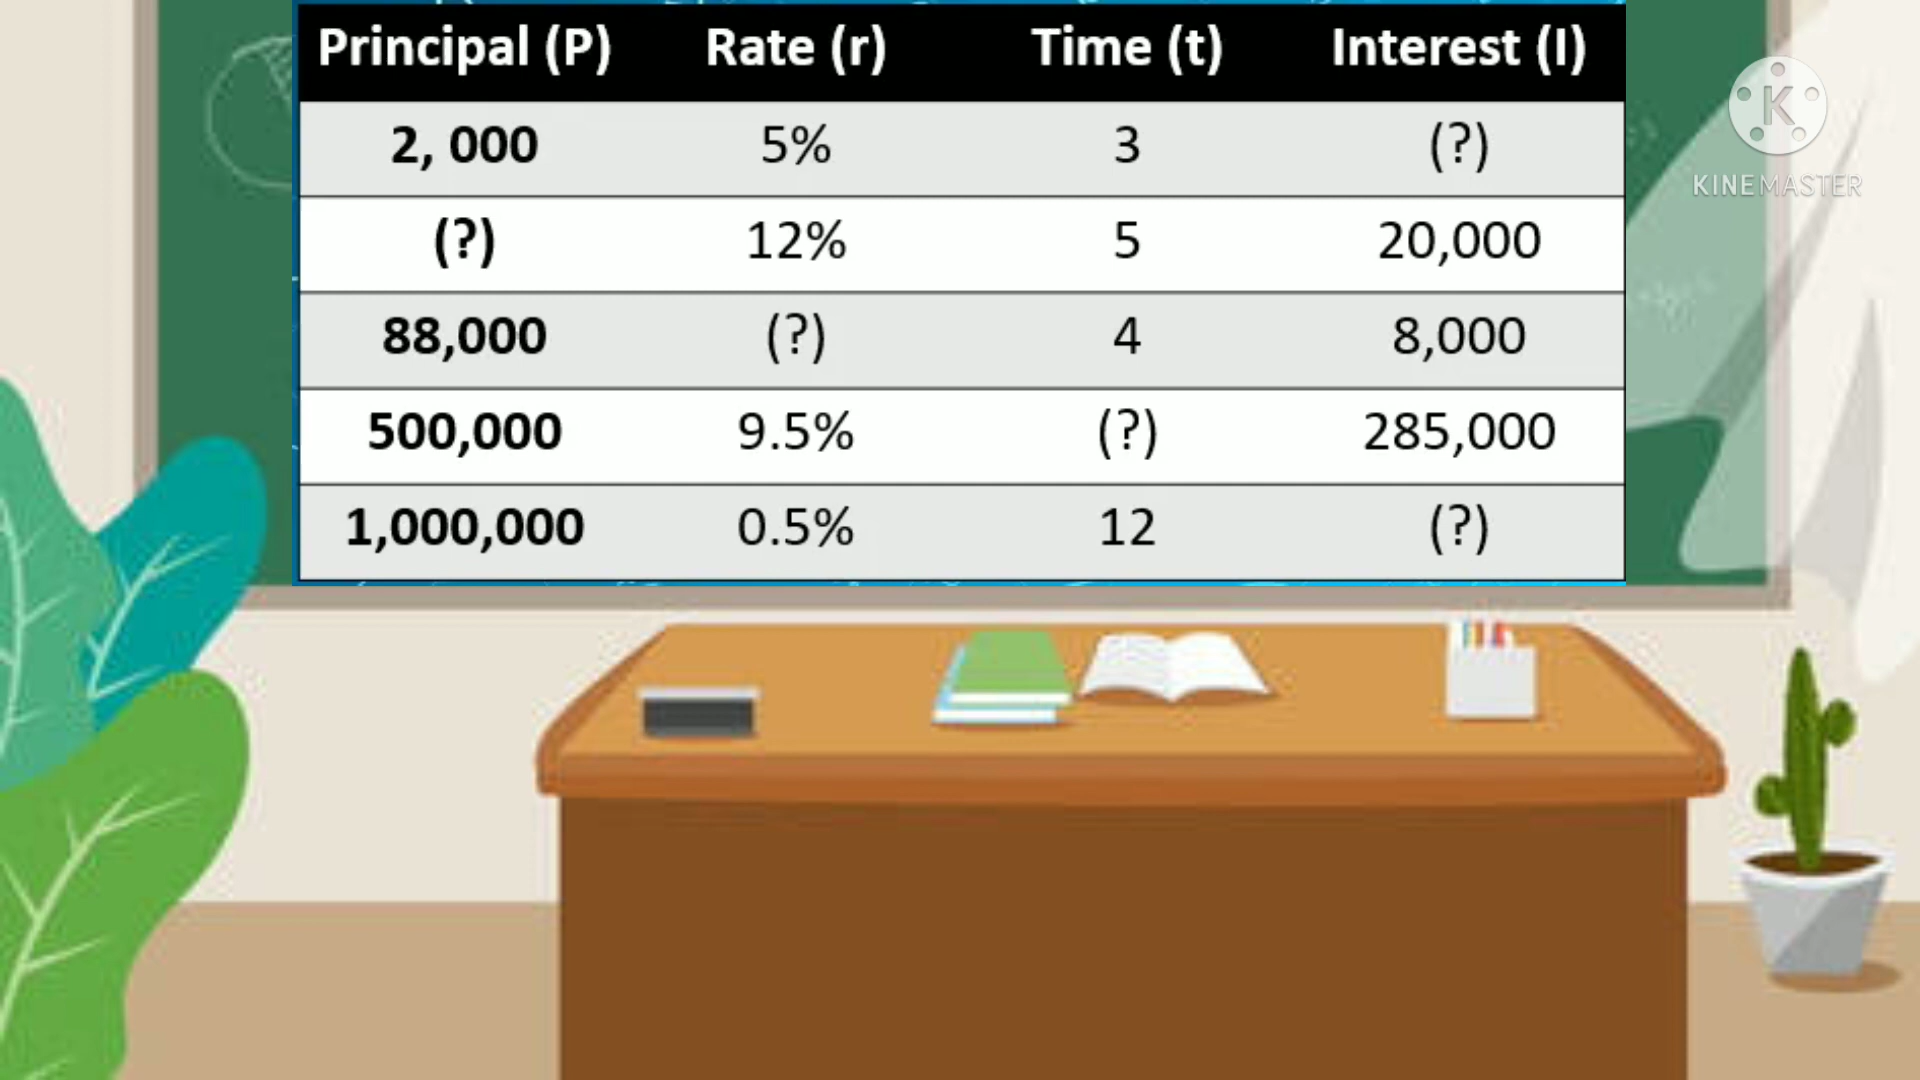 Principal (P) Rate (r) Time (t) Interest (I)
2, 000 5% 3 (?)
(?) 12% 5 20,000
88,000 (?) 4 8,000
500,000 9.5% (?) 285,000
1,000,000 0.5% 12 (?)
K
KINEMASTER